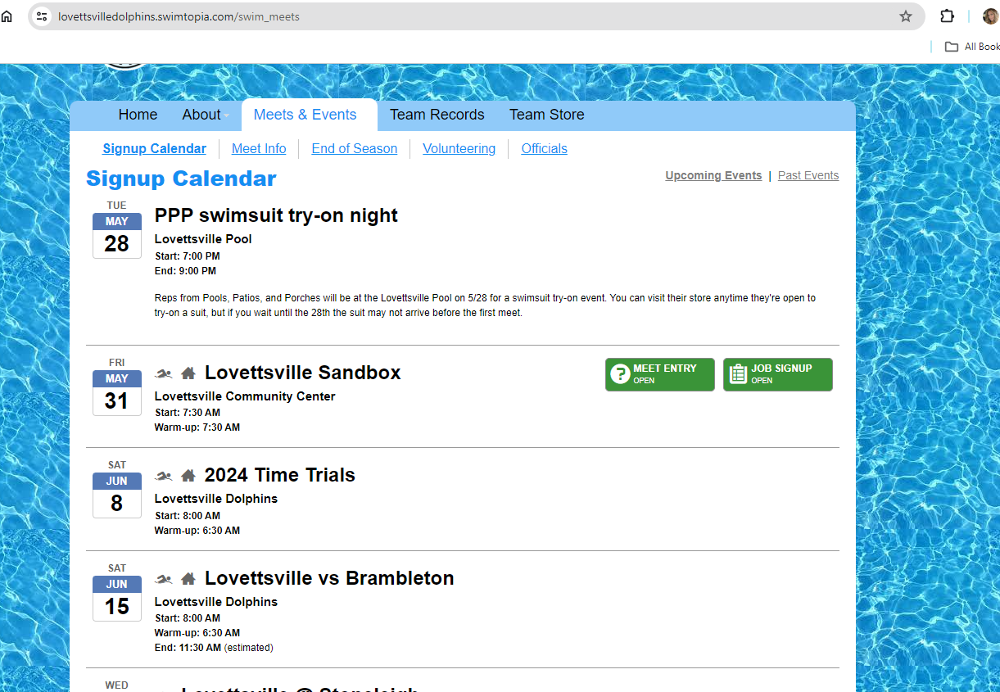 lovettsvilledolphins.swimtopia.com/swim_meets
All Book
Home About Meets & Events Team Records Team Store
Signup Calendar Meet Info End of Season Volunteering Officials
Signup Calendar
Upcoming Events | Past Events
TUE
MAY
28
PPP swimsuit try-on night
Lovettsville Pool
Start: 7:00 PM
End: 9:00 PM
Reps from Pools, Patios, and Porches will be at the Lovettsville Pool on 5/28 for a swimsuit try-on event. You can visit their store anytime they're open to
try-on a suit, but if you wait until the 28th the suit may not arrive before the first meet.
FRI
MAY
31
Lovettsville Sandbox
Lovettsville Community Center
Start: 7:30 AM
Warm-up: 7:30 AM
MEET ENTRY
OPEN
JOB SIGNUP
OPEN
SAT
JUN
8
2024 Time Trials
Lovettsville Dolphins
Start: 8:00 AM
Warm-up: 6:30 AM
SAT
JUN
15
Lovettsville vs Brambleton
Lovettsville Dolphins
Start: 8:00 AM
Warm-up: 6:30 AM
End: 11:30 AM (estimated)
WED
Lovettsville @ Stoneleigh